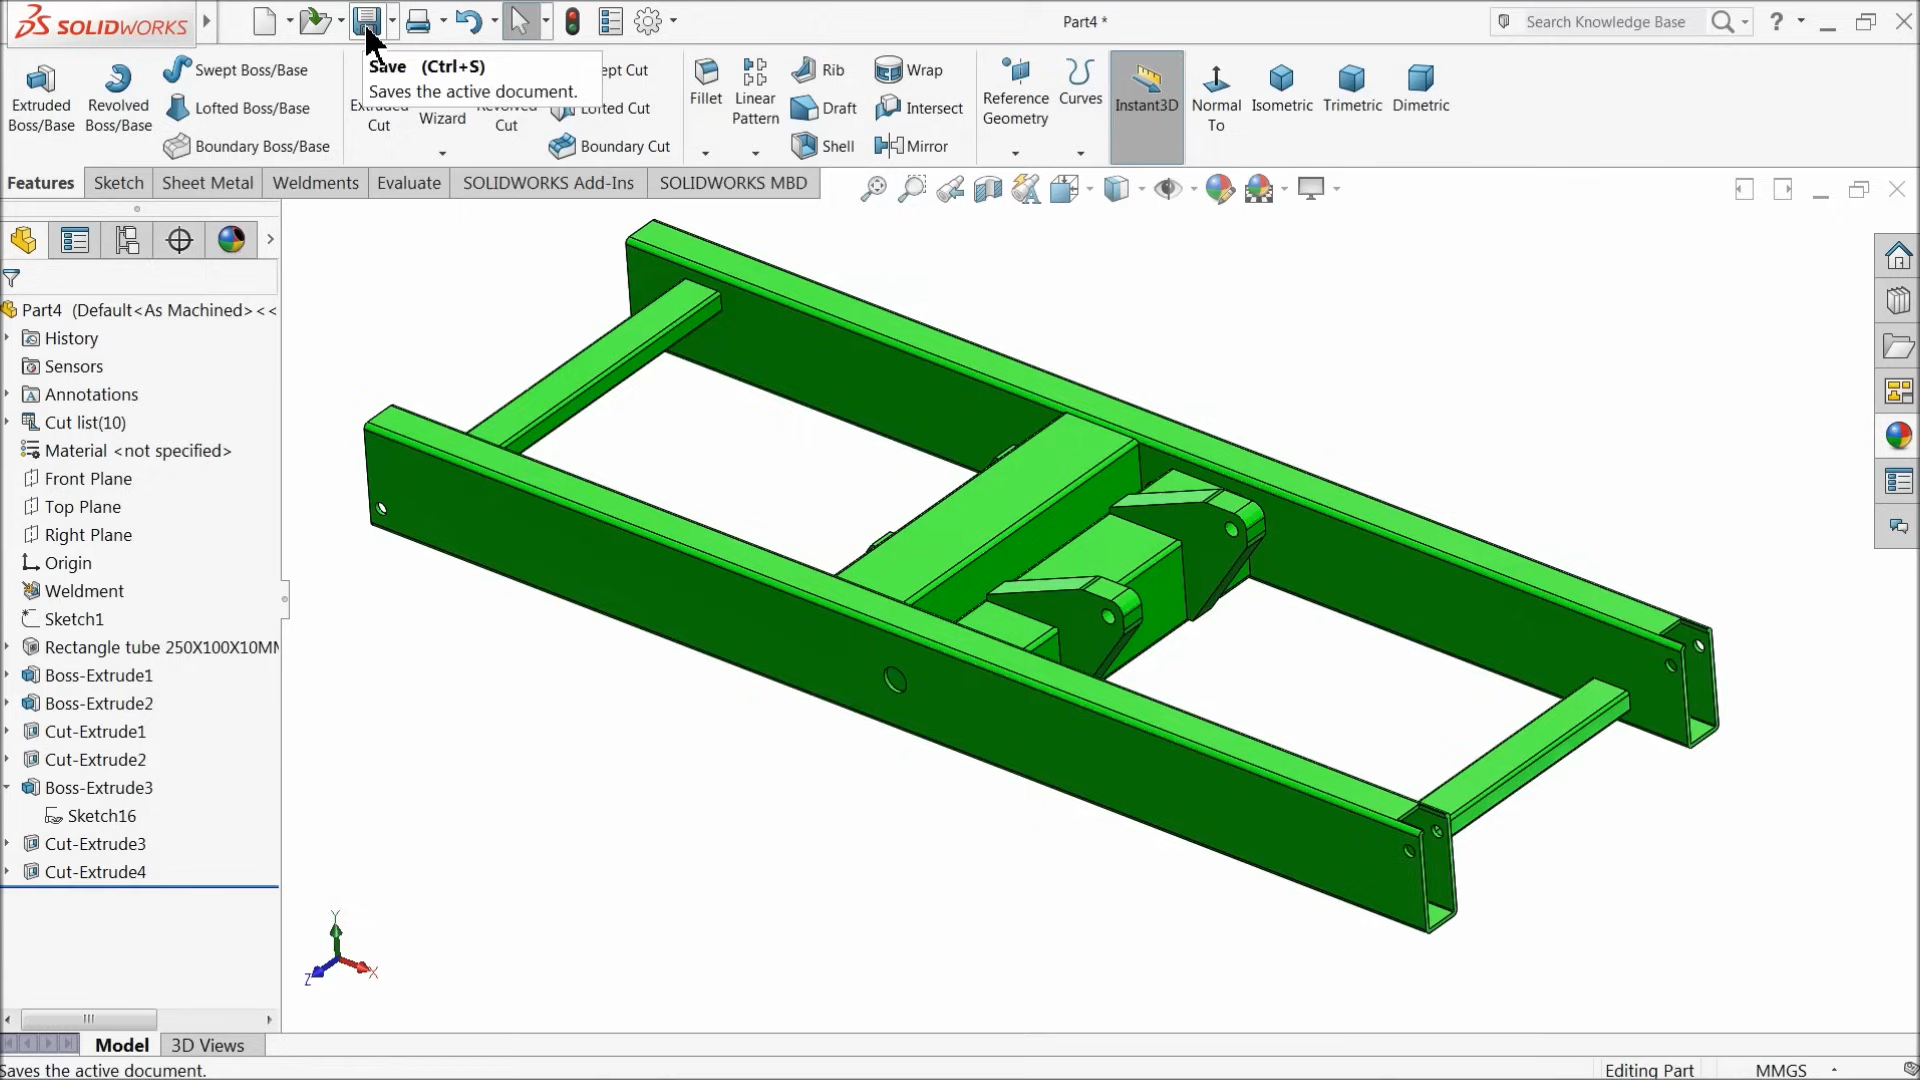 SOLIDWORKS
Part4 *
Search Knowledge Base
?
Save (Ctrl+S)
Saves the active document.
Extruded
Boss/Base
Revolved
Boss/Base
Swept Boss/Base
Lofted Boss/Base
Boundary Boss/Base
Cut
Wizard
Cut
ept Cut
Lofted Cut
Boundary Cut
Fillet
Linear
Pattern
Rib
Draft
Shell
Wrap
Intersect
Mirror
Reference
Geometry
Curves
Instant3D
Normal
To
Isometric
Trimetric
Dimetric
Features
Sketch
Sheet Metal
Weldments
Evaluate
SOLIDWORKS Add-Ins
SOLIDWORKS MBD
Part4 (Default<As Machined><<
History
Sensors
Annotations
Cut list(10)
Material <not specified>
Front Plane
Top Plane
Right Plane
Origin
Weldment
Sketch1
Rectangle tube 250X100X10MM
Boss-Extrude1
Boss-Extrude2
Cut-Extrude1
Cut-Extrude2
Boss-Extrude3
Sketch16
Cut-Extrude3
Cut-Extrude4
Y
Z
X
Model
3D Views
Saves the active document.
Editing Part
MMGS